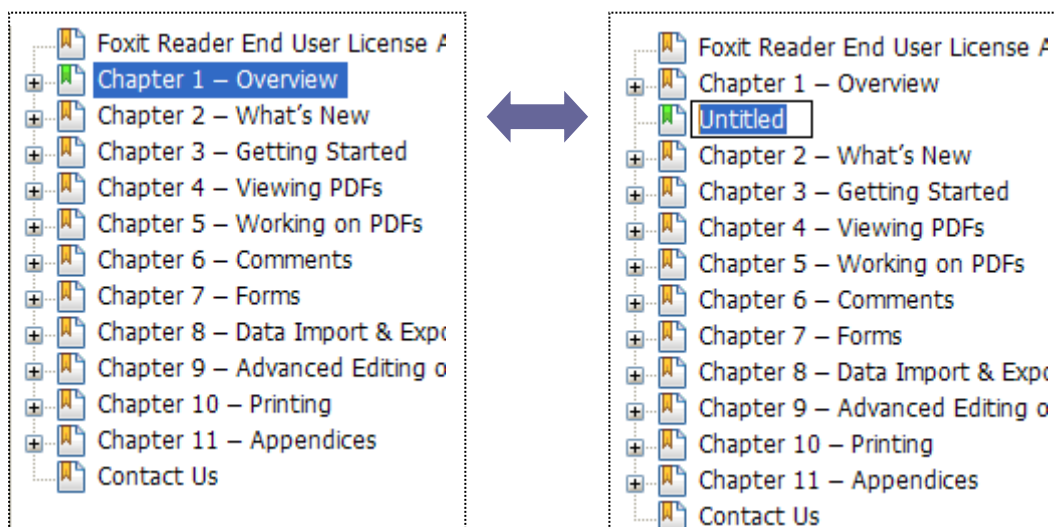 Foxit Reader End User License A
Chapter 1 – Overview
Chapter 2 – What's New
Chapter 3 – Getting Started
Chapter 4 – Viewing PDFs
Chapter 5 – Working on PDFs
Chapter 6 – Comments
Chapter 7 – Forms
Chapter 8 – Data Import & Expo
Chapter 9 – Advanced Editing o
Chapter 10 – Printing
Chapter 11 – Appendices
Contact Us
Foxit Reader End User License A
Chapter 1 – Overview
Untitled
Chapter 2 – What's New
Chapter 3 – Getting Started
Chapter 4 – Viewing PDFs
Chapter 5 – Working on PDFs
Chapter 6 – Comments
Chapter 7 – Forms
Chapter 8 – Data Import & Expo
Chapter 9 – Advanced Editing o
Chapter 10 – Printing
Chapter 11 – Appendices
Contact Us